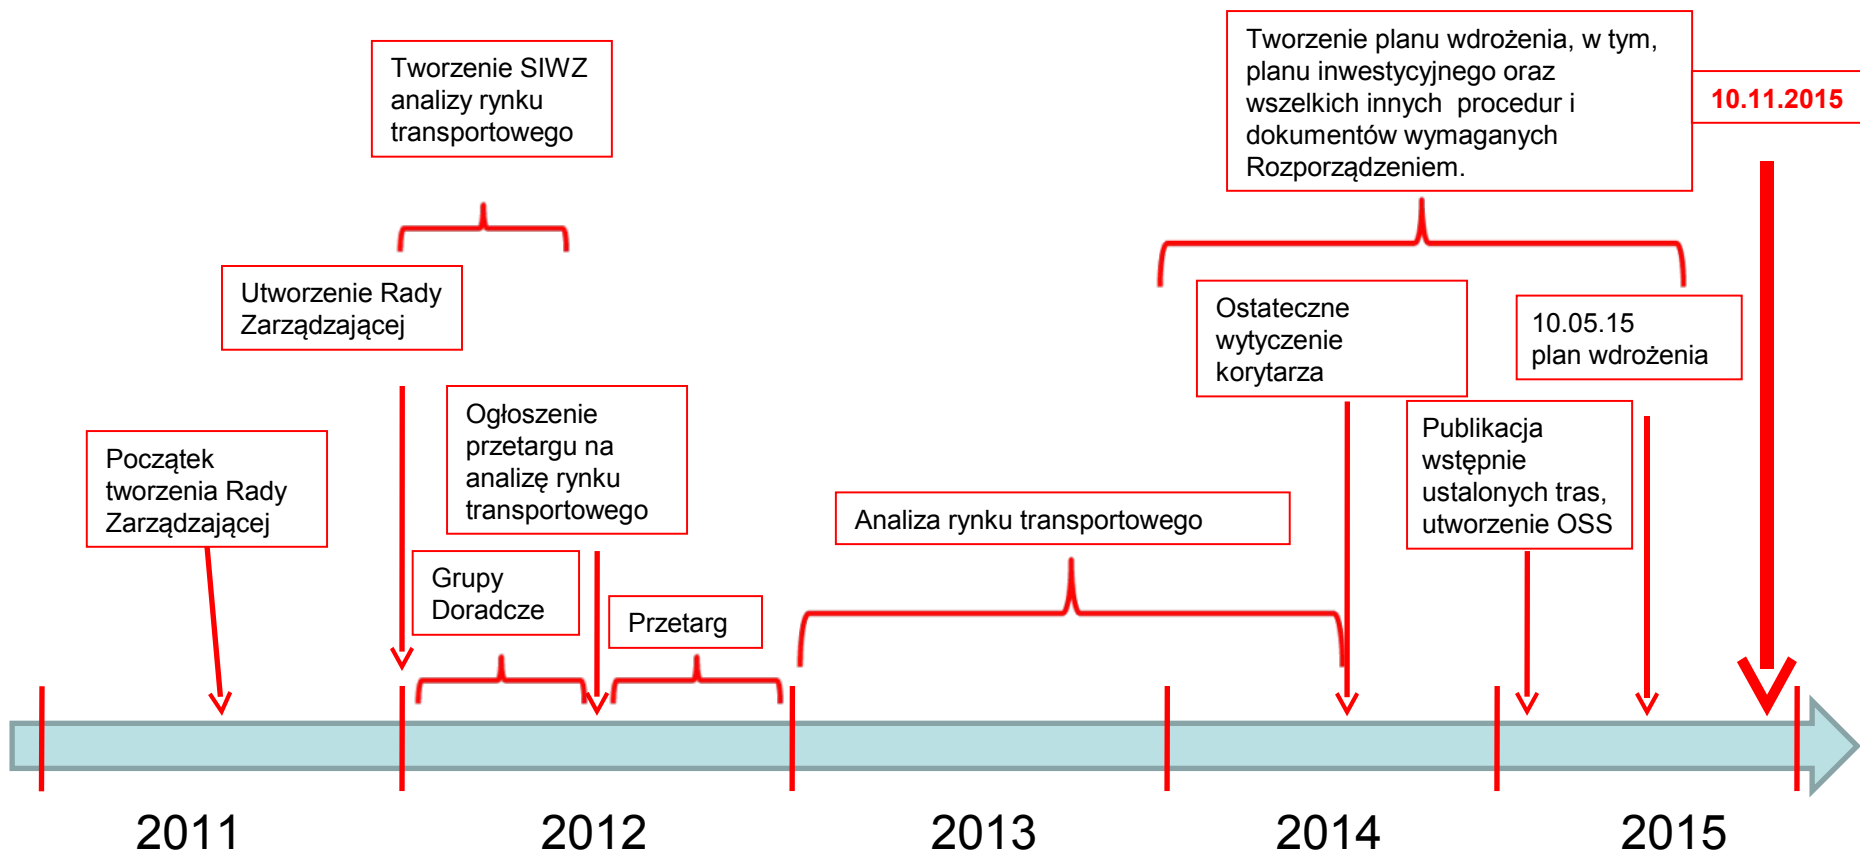 Tworzenie SIWZ
analizy rynku
transportowego
Tworzenie planu wdrożenia, w tym,
planu inwestycyjnego oraz
wszelkich innych procedur i
dokumentów wymaganych
Rozporządzeniem.
10.11.2015
Utworzenie Rady
Zarządzającej
Ostateczne
wytyczenie
korytarza
10.05.15
plan wdrożenia
Początek
tworzenia Rady
Zarządzającej
Ogłoszenie
przetargu na
analizę rynku
transportowego
Publikacja
wstępnie
ustalonych tras,
utworzenie OSS
Analiza rynku transportowego
Grupy
Doradcze
Przetarg
2011
2012
2013
2014
2015